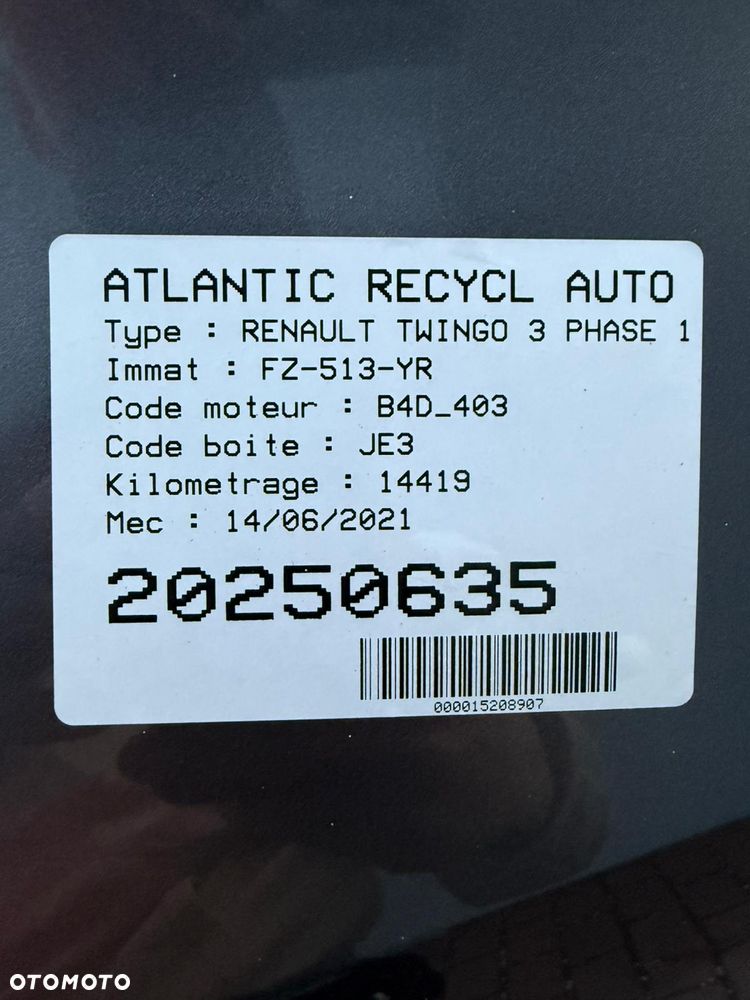 ATLANTIC RECYCL AUTO
Type : RENAULT TWINGO 3 PHASE 1
Immat : FZ-513-YR
Code moteur : B4D_403
Code boite : JE3
Kilometrage : 14419
Mec : 14/06/2021
20250635
000015208907
OTOMOTO